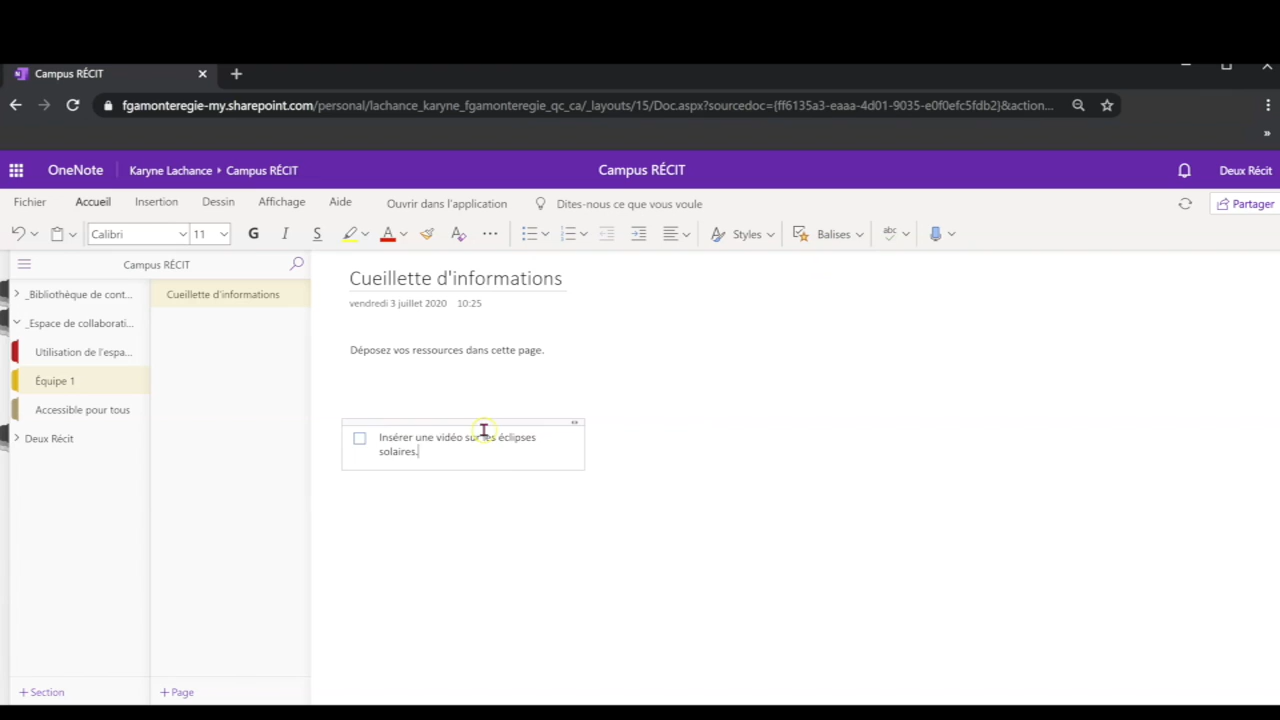 Campus RÉCIT
fgamonteregie-my.sharepoint.com/personal/lachance_karyne_fgamonteregie_qc_ca/_layouts/15/Doc.aspx?sourcedoc={ff6135a3-eaaa-4d01-9035-e0f0efc5fdb2}&action...
OneNote Karyne Lachance Campus RÉCIT Campus RÉCIT Deux Récit
Fichier Accueil Insertion Dessin Affichage Aide Ouvrir dans l'application Dites-nous ce que vous voule Partager
Calibri 11 G I S A ... Styles Balises abc
Campus RÉCIT
_Bibliothèque de cont...
_Espace de collaborati...
Utilisation de l'espa...
Équipe 1
Accessible pour tous
Deux Récit
+ Section
Cueillette d'informations
+ Page
Cueillette d'informations
vendredi 3 juillet 2020 10:25
Déposez vos ressources dans cette page.
Insérer une vidéo sur les éclipses
solaires.